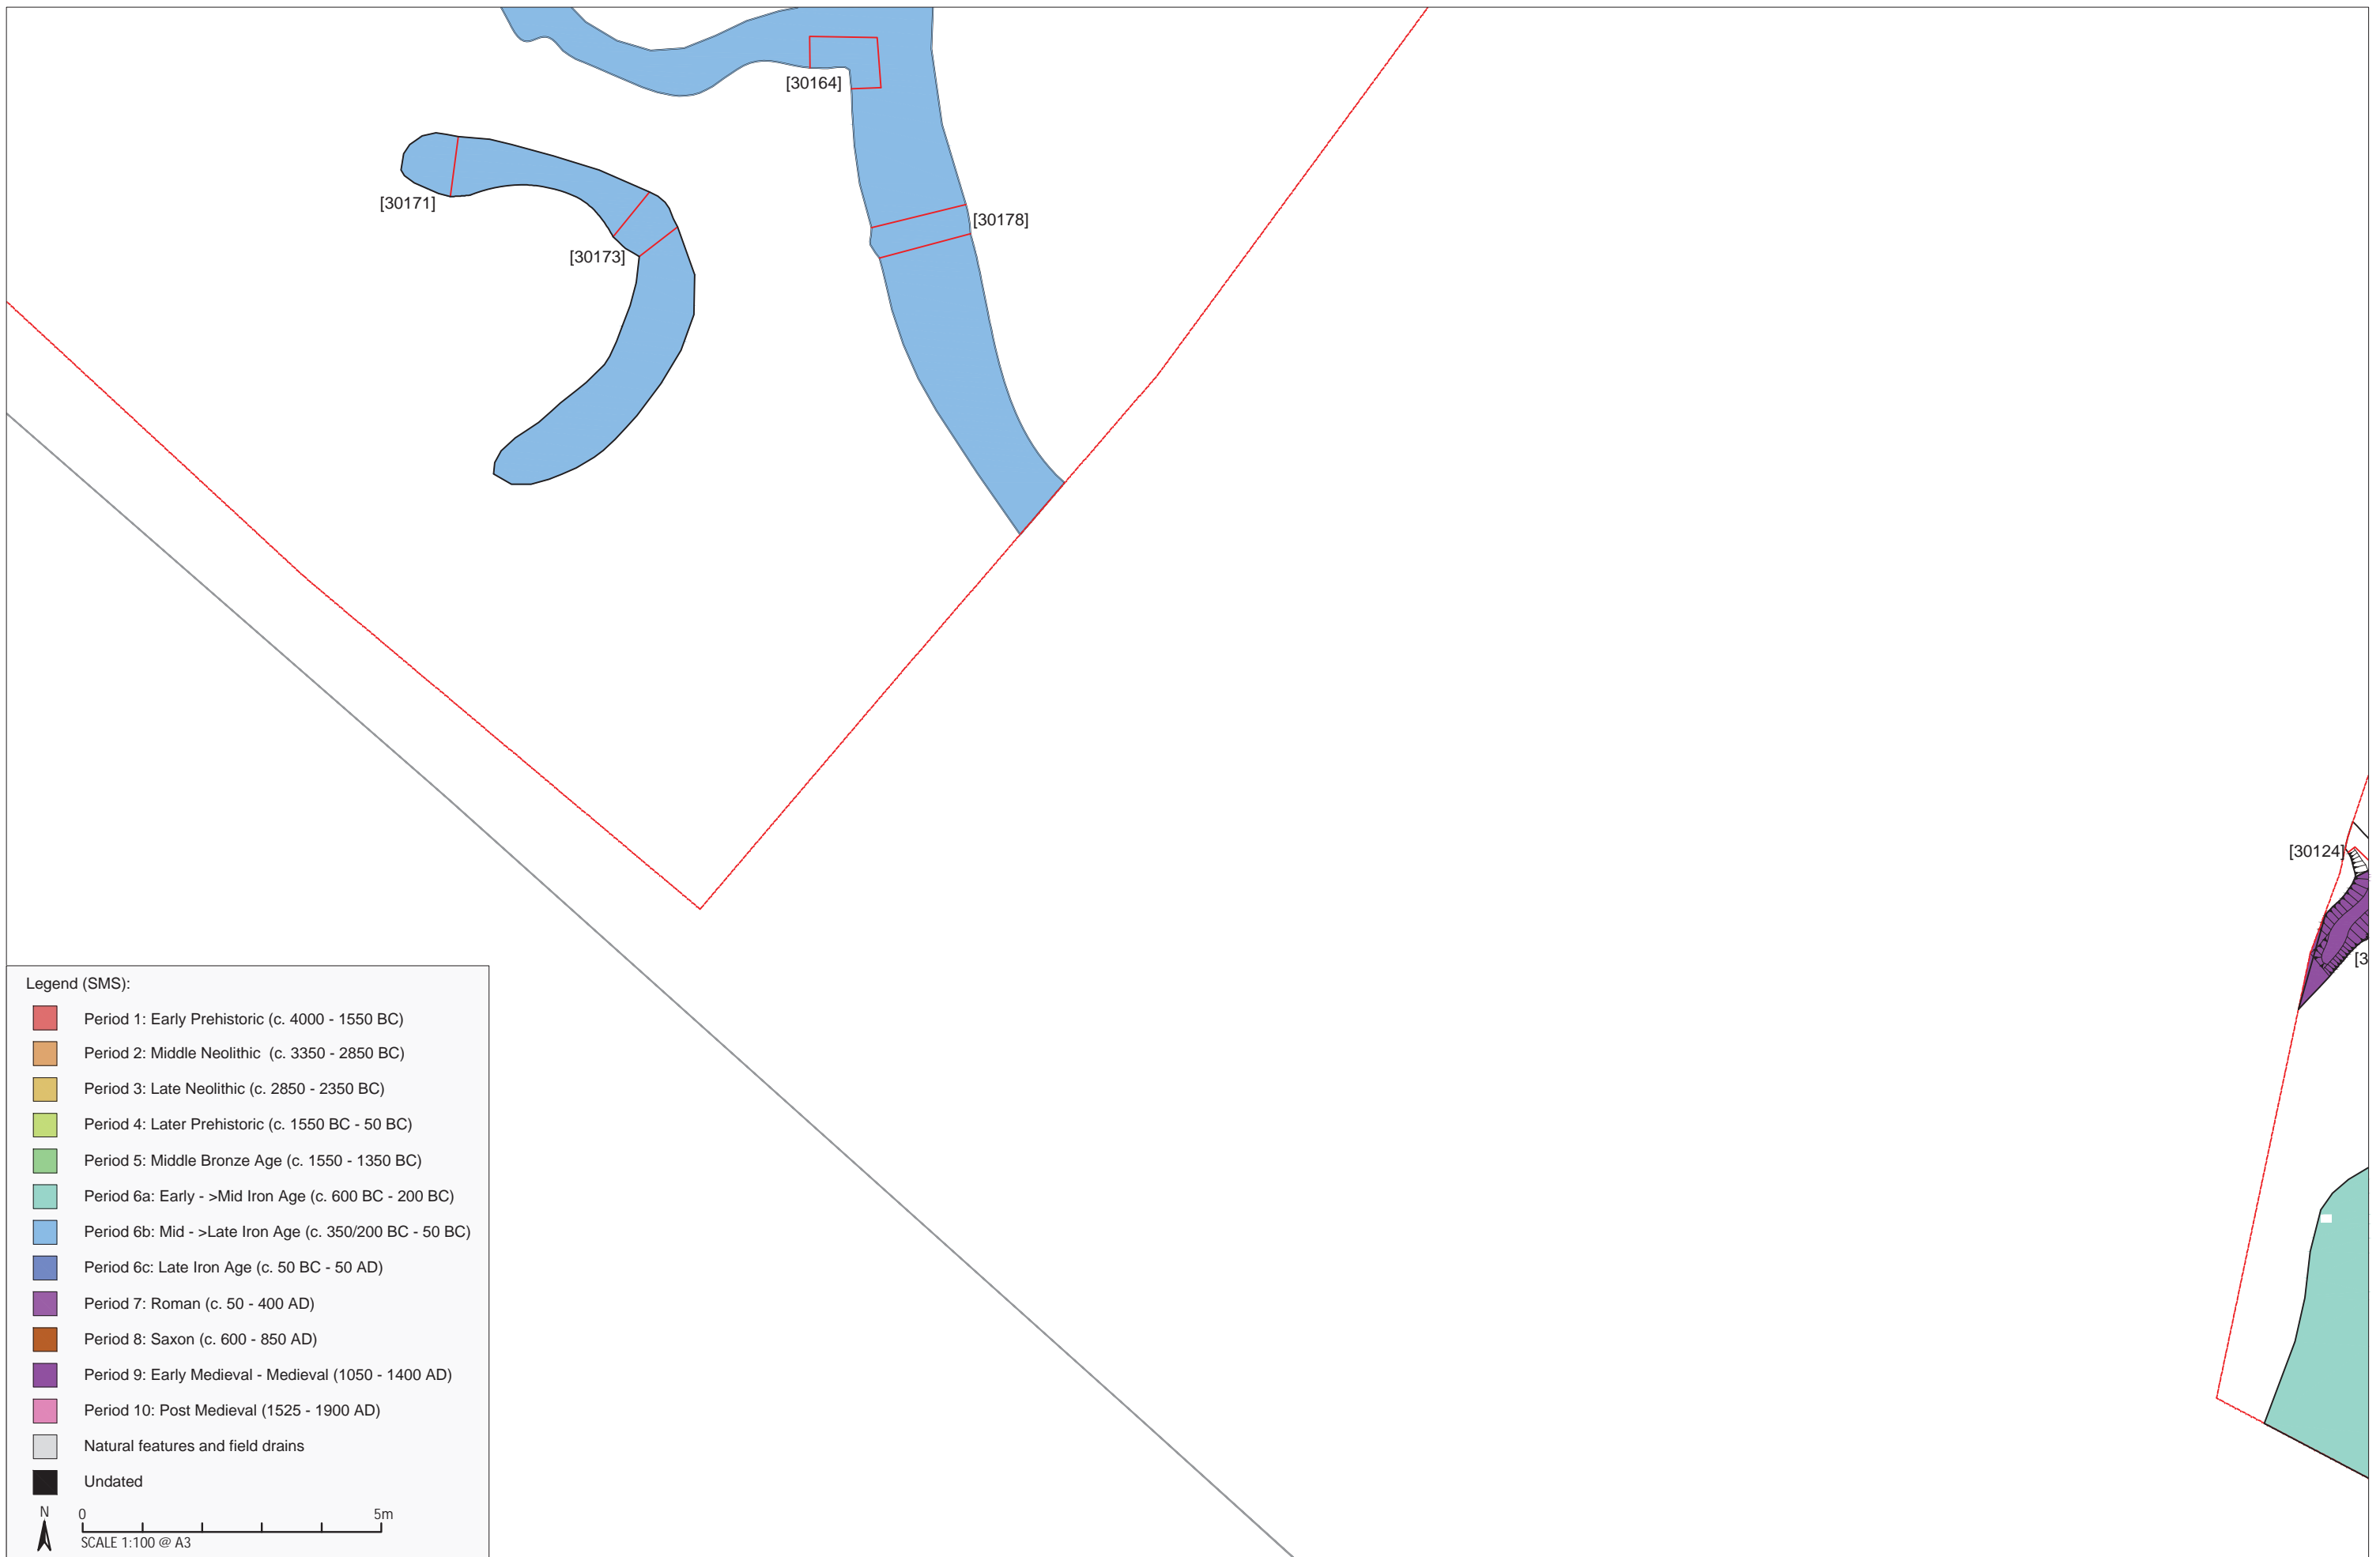 [30164]
[30171]
[30178]
[30173]
[30124]
[3
Legend (SMS):
Period 1: Early Prehistoric (c. 4000 - 1550 BC)
Period 2: Middle Neolithic (c. 3350 - 2850 BC)
Period 3: Late Neolithic (c. 2850 - 2350 BC)
Period 4: Later Prehistoric (c. 1550 BC - 50 BC)
Period 5: Middle Bronze Age (c. 1550 - 1350 BC)
Period 6a: Early - >Mid Iron Age (c. 600 BC - 200 BC)
Period 6b: Mid - >Late Iron Age (c. 350/200 BC - 50 BC)
Period 6c: Late Iron Age (c. 50 BC - 50 AD)
Period 7: Roman (c. 50 - 400 AD)
Period 8: Saxon (c. 600 - 850 AD)
Period 9: Early Medieval - Medieval (1050 - 1400 AD)
Period 10: Post Medieval (1525 - 1900 AD)
Natural features and field drains
Undated
N 0 5m
SCALE 1:100 @ A3